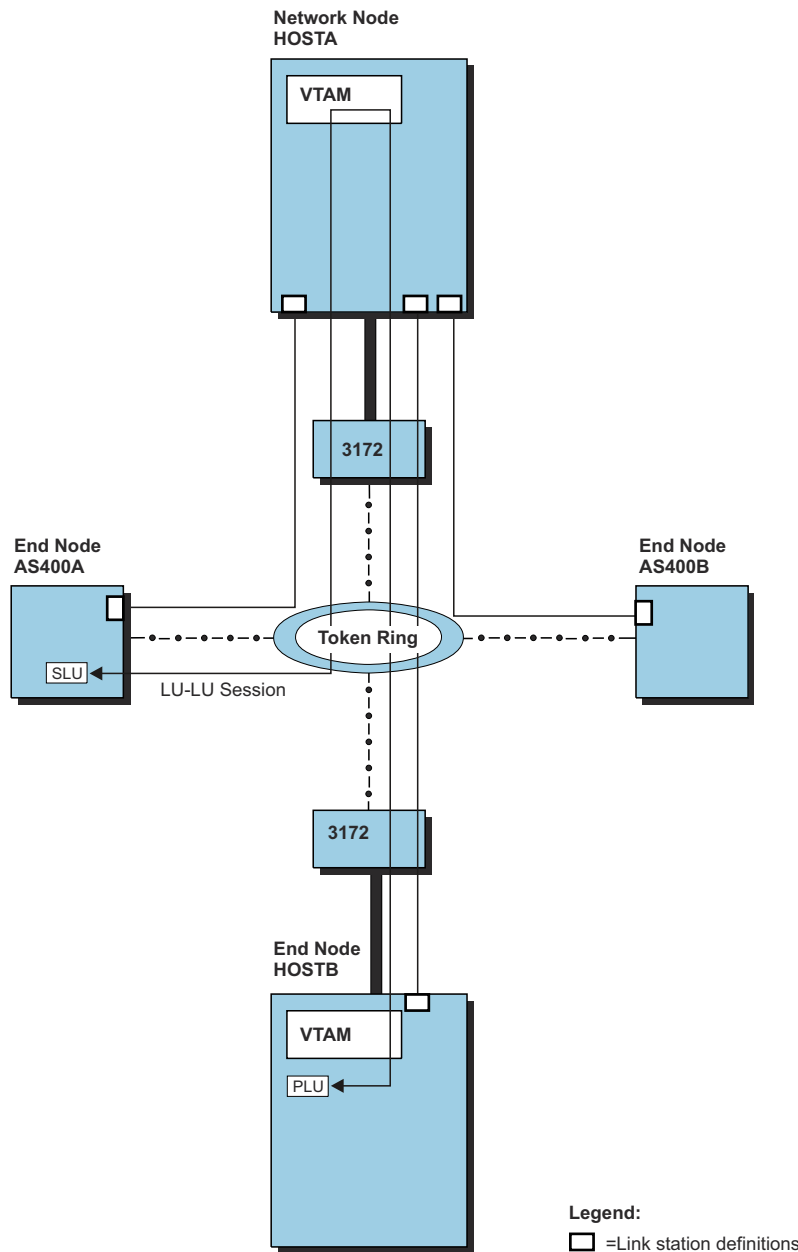 Network Node
HOSTA
VTAM
3172
End Node
AS400A
End Node
AS400B
Token Ring
SLU
LU-LU Session
3172
End Node
HOSTB
VTAM
PLU
Legend:
=Link station definitions